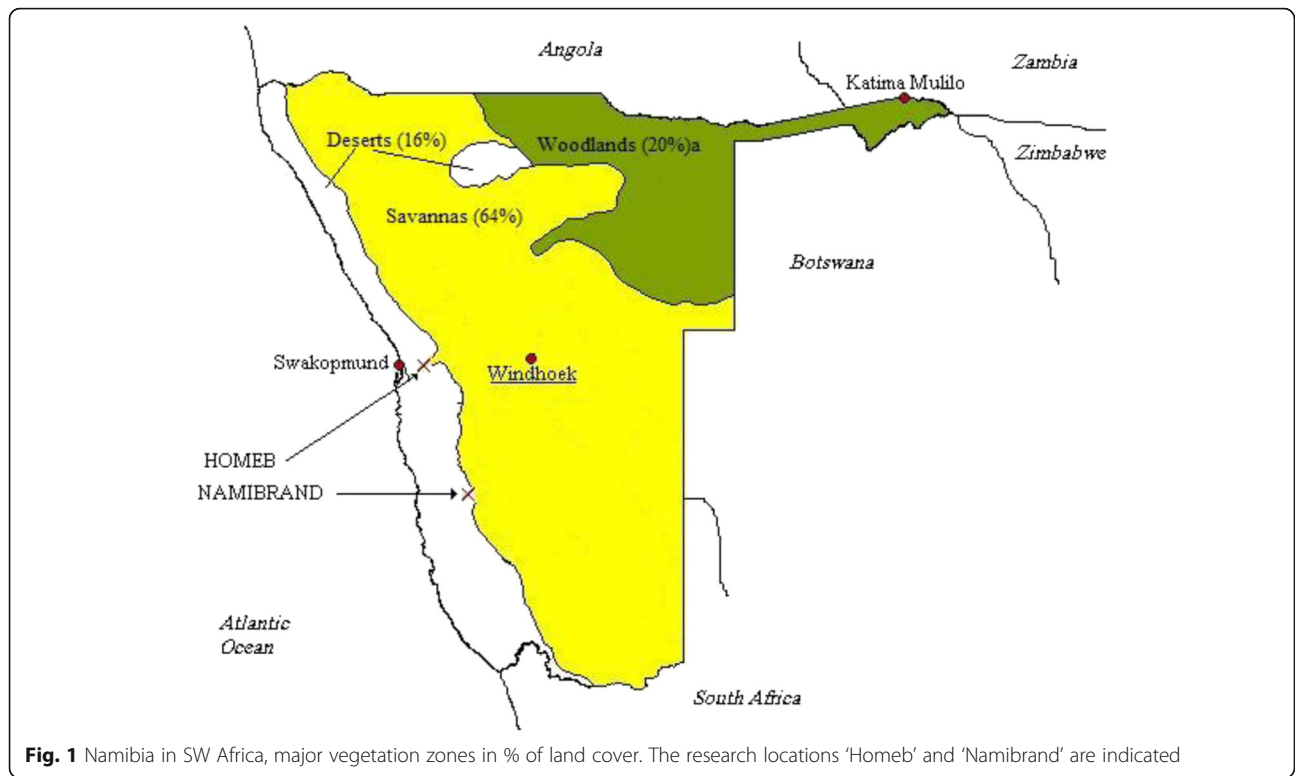 Angola
Zambia
Katima Mulilo
Deserts (16%)
Woodlands (20%)a
Zimbabwe
Savannas (64%)
Botswana
Swakopmund
Windhoek
HOMEB
NAMIBRAND
Atlantic
Ocean
South Africa
Fig. 1 Namibia in SW Africa, major vegetation zones in % of land cover. The research locations ‘Homeb’ and ‘Namibrand’ are indicated